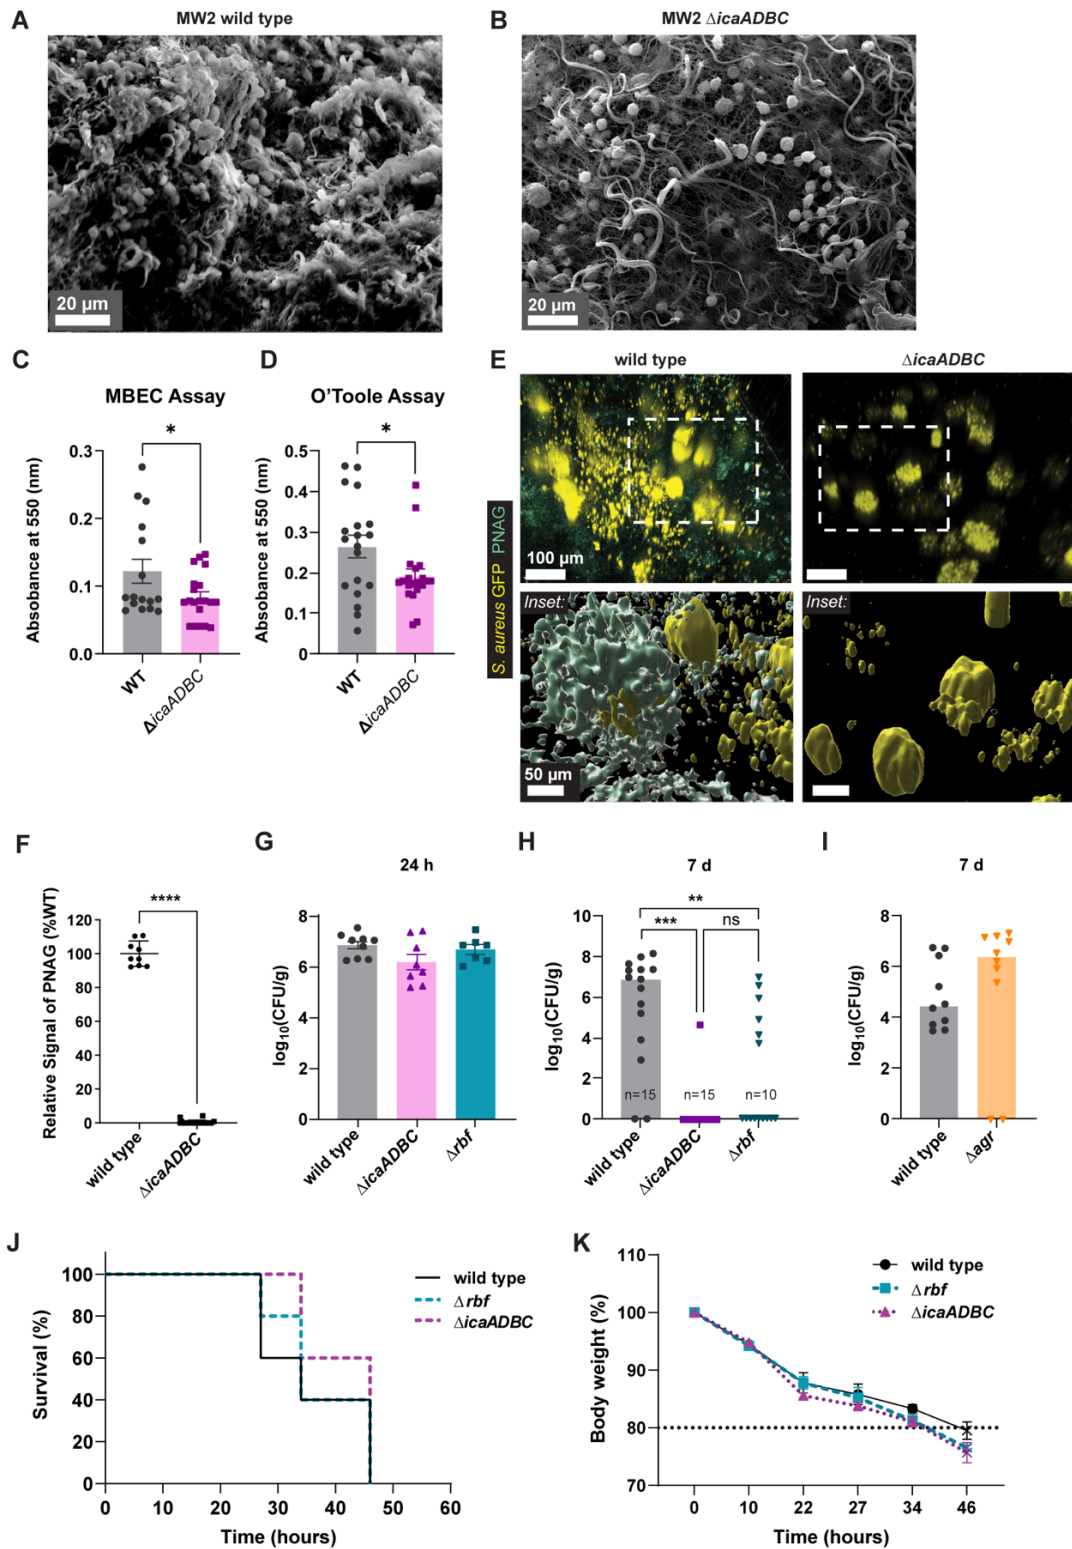 A
MW2 wild type
B
MW2 ΔicaADBC
20 µm
20 µm
C
MBEC Assay
*
Absobance at 550 (nm)
0.3
0.2
0.1
0.0
WT
ΔicaADBC
D
O'Toole Assay
*
Absobance at 550 (nm)
0.5
0.4
0.3
0.2
0.1
0
WT
ΔicaADBC
E
wild type
ΔicaADBC
S. aureus GFP PNAG
100 µm
Inset:
Inset:
50 µm
F
Relative Signal of PNAG (%WT)
****
120
100
80
60
40
20
0
wild type
ΔicaADBC
G
24 h
log10(CFU/g)
8
6
4
2
0
wild type
ΔicaADBC
Δrbf
H
7 d
**
***
ns
log10(CFU/g)
10
8
6
4
2
0
n=15
n=15
n=10
wild type
ΔicaADBC
Δrbf
I
7 d
log10(CFU/g)
8
6
4
2
0
wild type
Δagr
J
Survival (%)
100
80
60
40
20
0
0 10 20 30 40 50 60
Time (hours)
wild type
Δrbf
ΔicaADBC
K
Body weight (%)
110
100
90
80
70
0 10 22 27 34 46
Time (hours)
wild type
Δrbf
ΔicaADBC